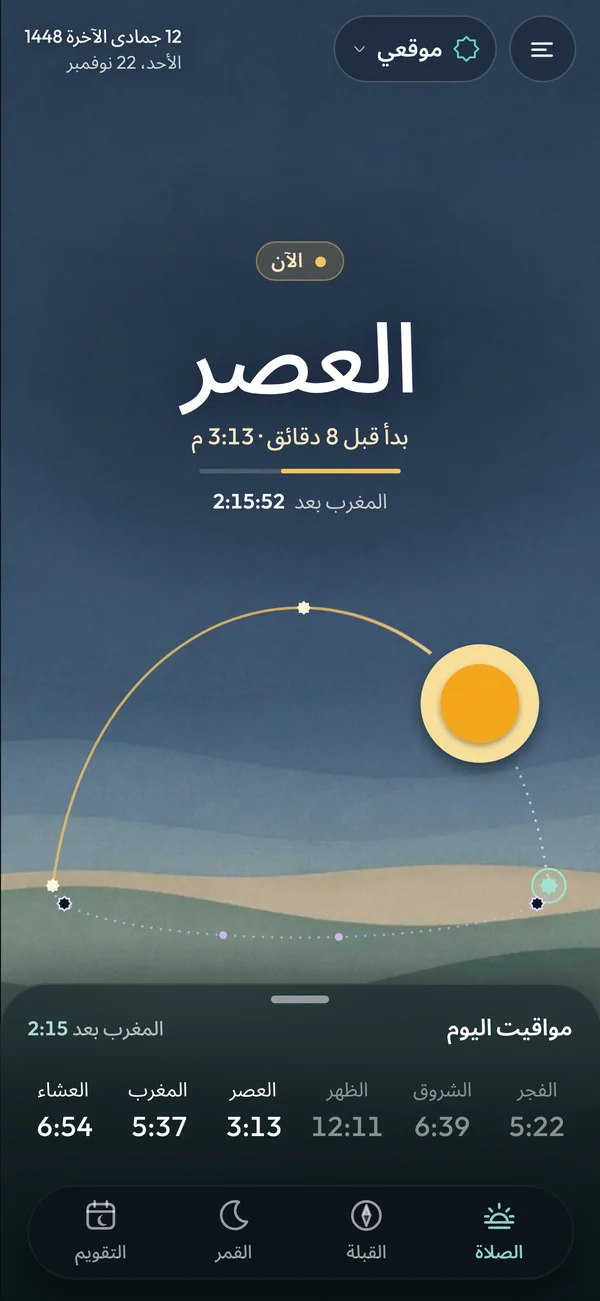 موقعي
12 جمادى الآخرة 1448
الأحد، 22 نوفمبر
الآن
العصر
بدأ قبل 8 دقائق · 3:13 م
المغرب بعد 2:15:52
مواقيت اليوم
المغرب بعد 2:15
الفجر الشروق الظهر العصر المغرب العشاء
5:22 6:39 12:11 3:13 5:37 6:54
الصلاة القبلة القمر التقويم